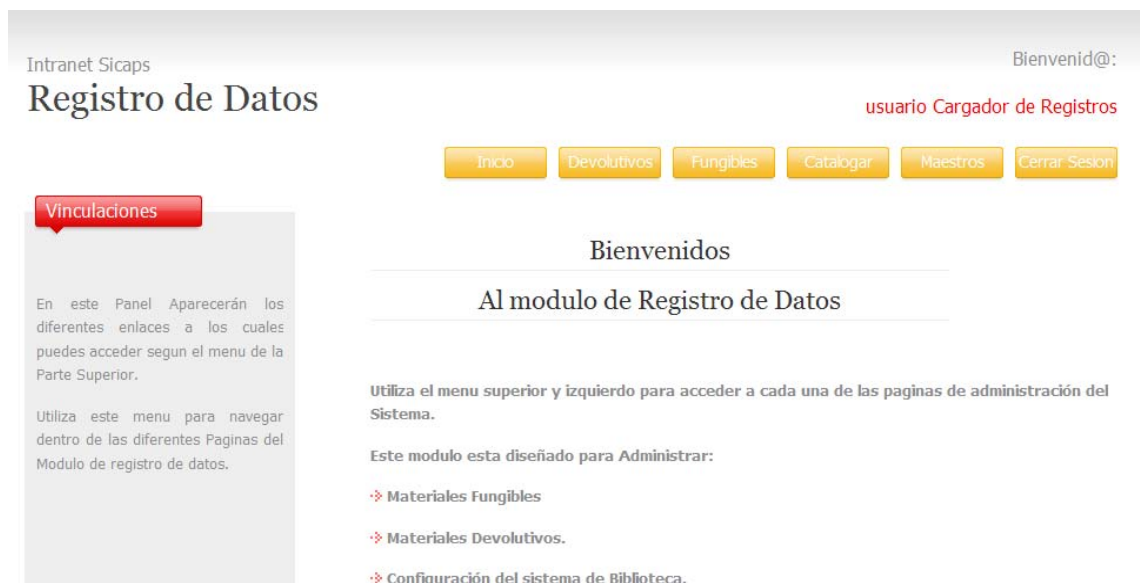 Intranet Sicaps
Registro de Datos
Bienvenid@:
usuario Cargador de Registros
Inicio
Devolutivos
Fungibles
Catalogar
Maestros
Cerrar Sesion
Vinculaciones
En este Panel Aparecerán los
diferentes enlaces a los cuales
puedes acceder segun el menu de la
Parte Superior.
Utiliza este menu para navegar
dentro de las diferentes Paginas del
Modulo de registro de datos.
Bienvenidos
Al modulo de Registro de Datos
Utiliza el menu superior y izquierdo para acceder a cada una de las paginas de administración del
Sistema.
Este modulo esta diseñado para Administrar:
Materiales Fungibles
Materiales Devolutivos.
Configuración del sistema de Biblioteca.